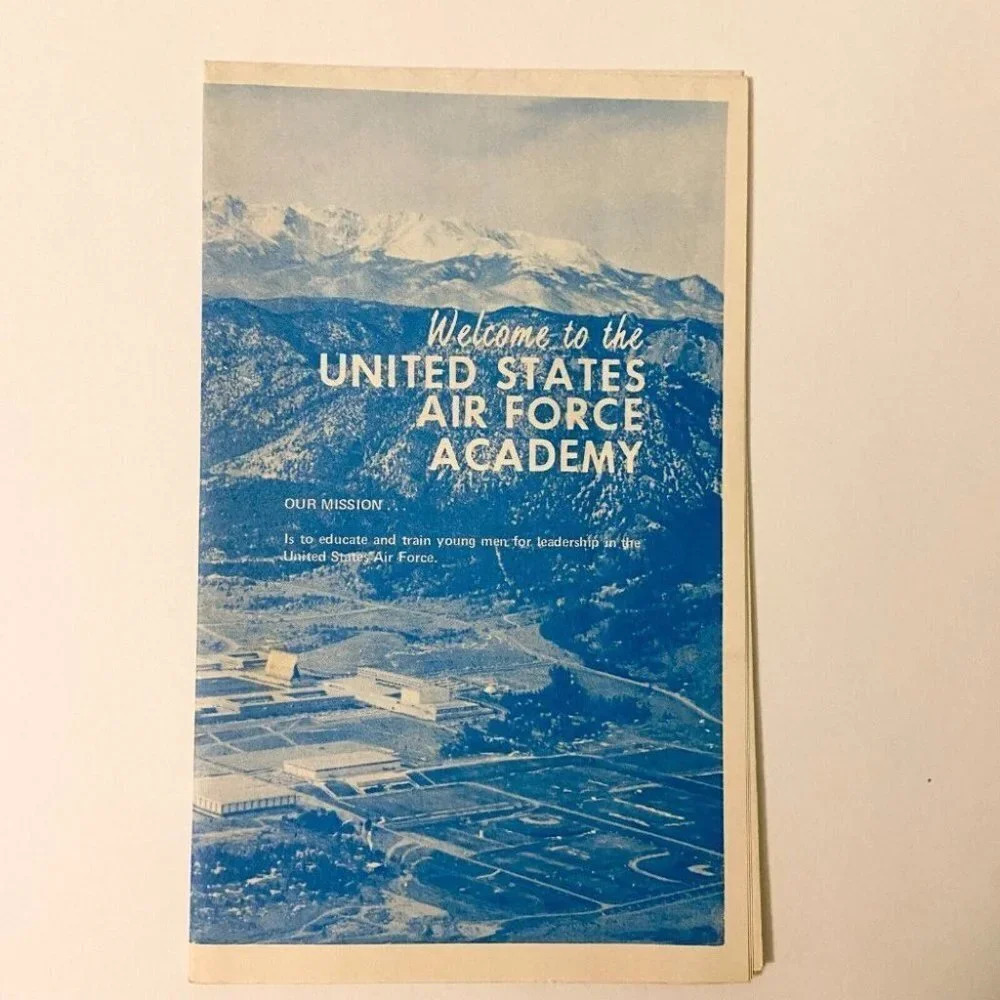 Welcome to the
UNITED STATES
AIR FORCE
ACADEMY
OUR MISSION . . .
Is to educate and train young men for leadership in the
United States Air Force.